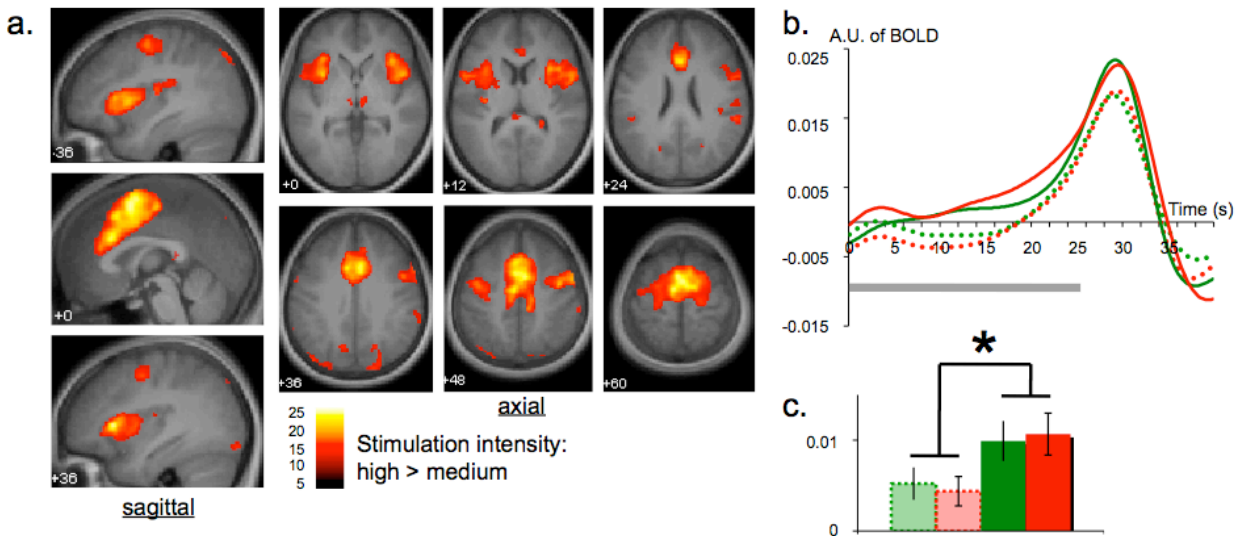 a.
-36
+0
+36
sagittal
+0
+12
+24
+36
+48
+60
axial
25
20
15
10
5
Stimulation intensity:
high > medium
b.
A.U. of BOLD
0.025
0.015
0.005
-0.005
-0.015
Time (s)
0 5 10 15 20 25 30 35
*
c.
0.01
0